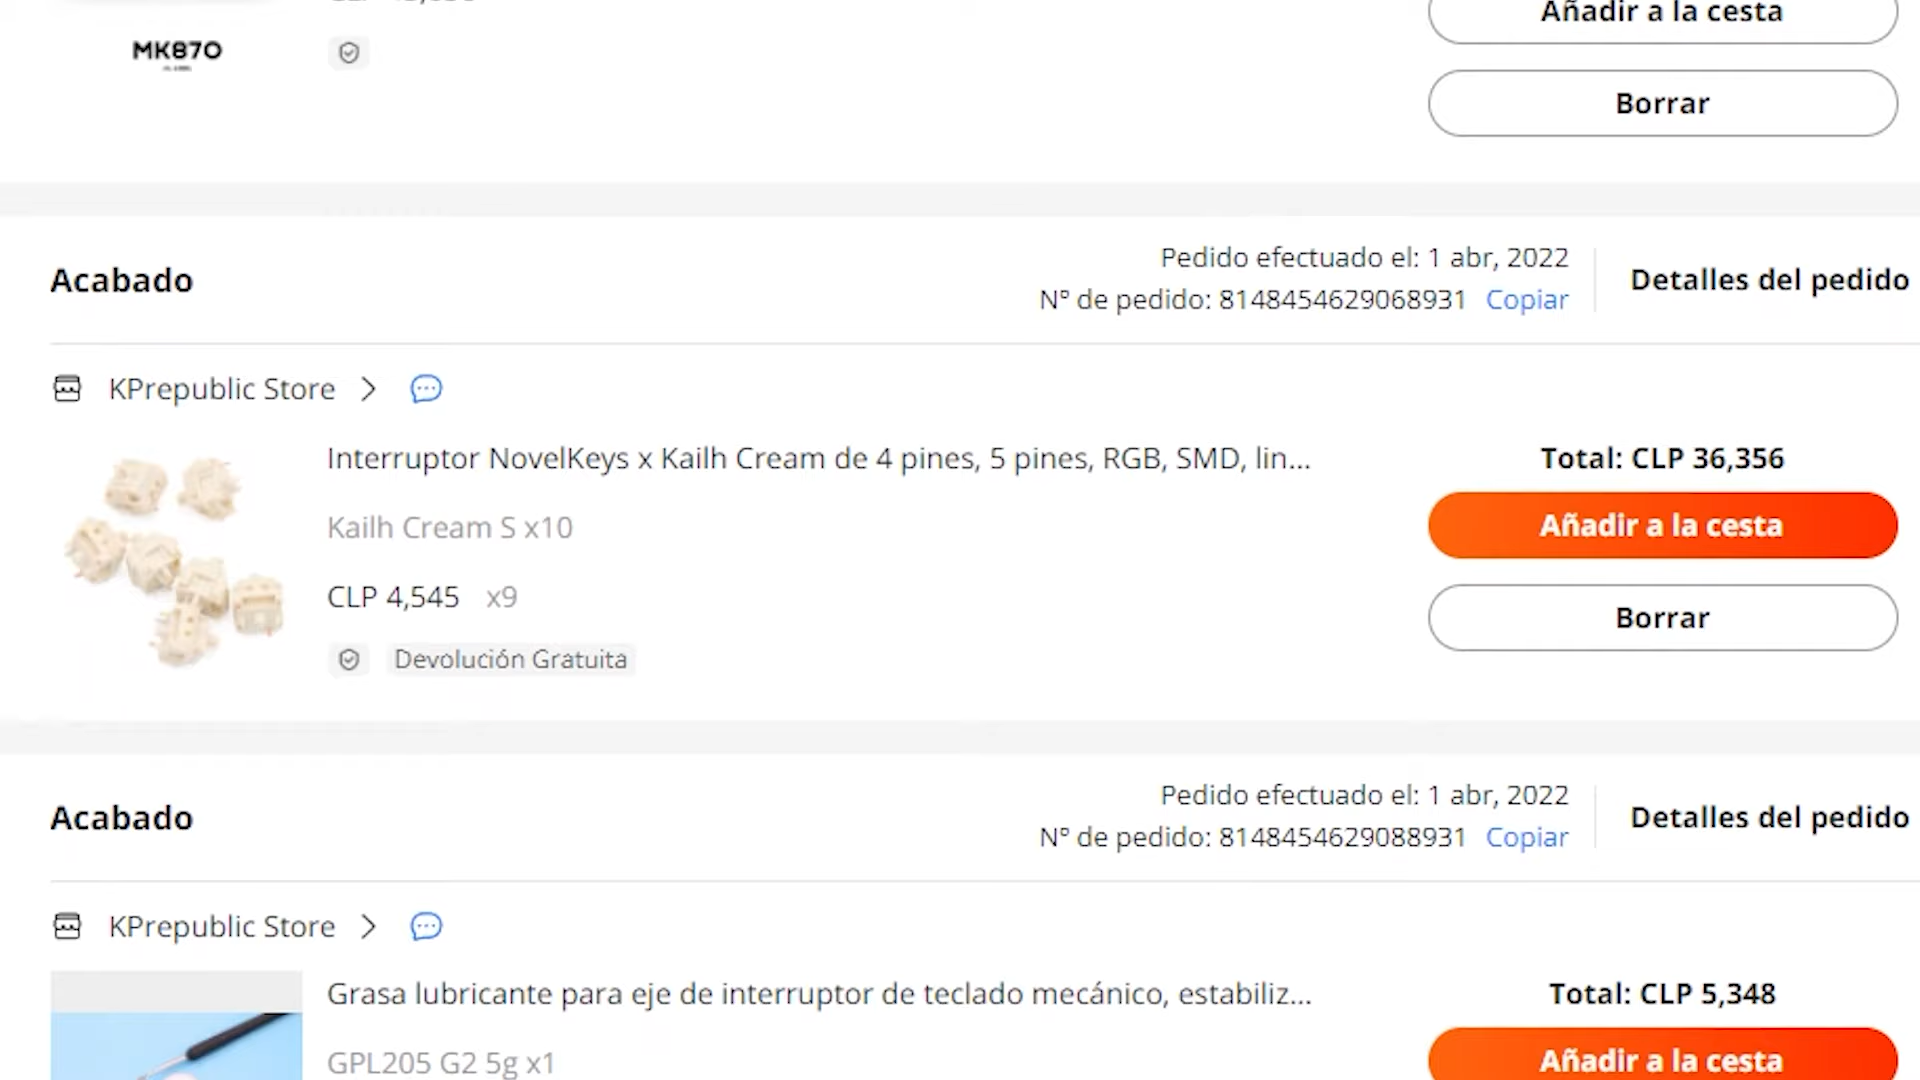 Añadir a la cesta
MK870
Borrar
Acabado
Pedido efectuado el: 1 abr, 2022
Nº de pedido: 8148454629068931 Copiar
Detalles del pedido
KPrepublic Store
Interruptor NovelKeys x Kailh Cream de 4 pines, 5 pines, RGB, SMD, lin...
Total: CLP 36,356
Kailh Cream S x10
Añadir a la cesta
CLP 4,545 x9
Borrar
Devolución Gratuita
Acabado
Pedido efectuado el: 1 abr, 2022
Nº de pedido: 8148454629088931 Copiar
Detalles del pedido
KPrepublic Store
Grasa lubricante para eje de interruptor de teclado mecánico, estabiliz...
Total: CLP 5,348
GPL205 G2 5g x1
Añadir a la cesta